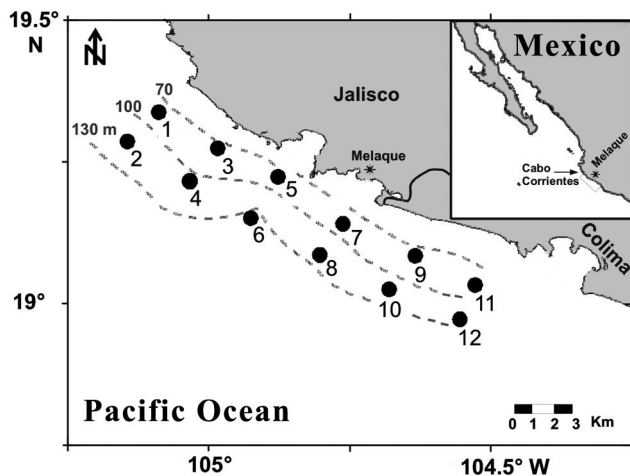 19.5°
N
N
Mexico
Jalisco
Melaque
Melaque
Cabo
Corrientes
Colima
70
100
130 m
1
2
3
4
5
6
7
8
9
10
11
12
19°
Pacific Ocean
0 1 2 3 Km
105°
104.5° W